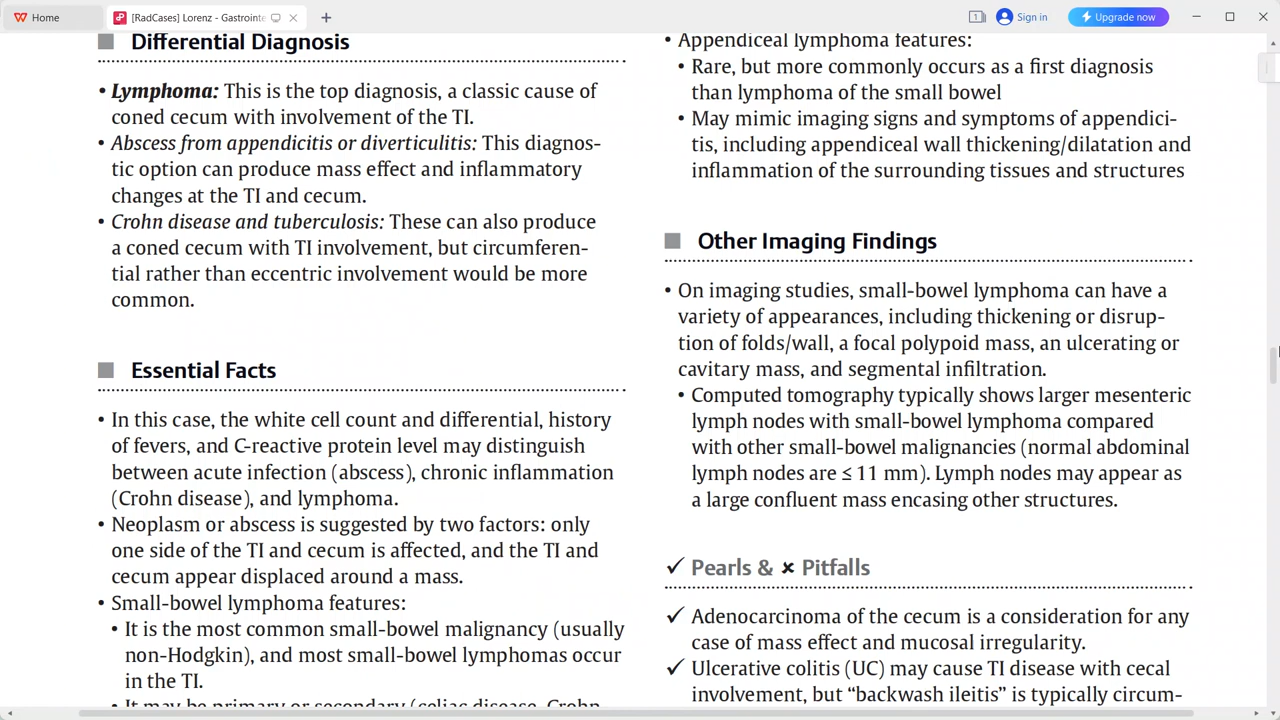 Home
[RadCases] Lorenz - Gastrointe
1
Sign in
Upgrade now
Differential Diagnosis
• Lymphoma: This is the top diagnosis, a classic cause of
coned cecum with involvement of the TI.
• Abscess from appendicitis or diverticulitis: This diagnos-
tic option can produce mass effect and inflammatory
changes at the TI and cecum.
• Crohn disease and tuberculosis: These can also produce
a coned cecum with TI involvement, but circumferen-
tial rather than eccentric involvement would be more
common.
Essential Facts
• In this case, the white cell count and differential, history
of fevers, and C-reactive protein level may distinguish
between acute infection (abscess), chronic inflammation
(Crohn disease), and lymphoma.
• Neoplasm or abscess is suggested by two factors: only
one side of the TI and cecum is affected, and the TI and
cecum appear displaced around a mass.
• Small-bowel lymphoma features:
• It is the most common small-bowel malignancy (usually
non-Hodgkin), and most small-bowel lymphomas occur
in the TI.
• It may be primary or secondary (celiac disease, Crohn
• Appendiceal lymphoma features:
• Rare, but more commonly occurs as a first diagnosis
than lymphoma of the small bowel
• May mimic imaging signs and symptoms of appendici-
tis, including appendiceal wall thickening/dilatation and
inflammation of the surrounding tissues and structures
Other Imaging Findings
• On imaging studies, small-bowel lymphoma can have a
variety of appearances, including thickening or disrup-
tion of folds/wall, a focal polypoid mass, an ulcerating or
cavitary mass, and segmental infiltration.
• Computed tomography typically shows larger mesenteric
lymph nodes with small-bowel lymphoma compared
with other small-bowel malignancies (normal abdominal
lymph nodes are ≤ 11 mm). Lymph nodes may appear as
a large confluent mass encasing other structures.
✓ Pearls & ✗ Pitfalls
✓ Adenocarcinoma of the cecum is a consideration for any
case of mass effect and mucosal irregularity.
✓ Ulcerative colitis (UC) may cause TI disease with cecal
involvement, but “backwash ileitis” is typically circum-